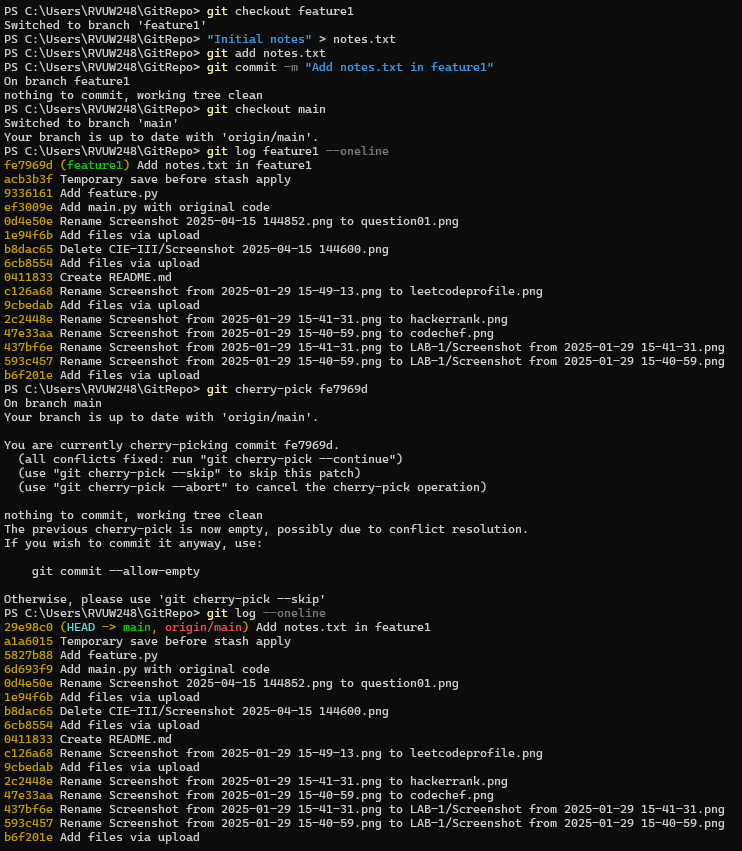 PS C:\Users\RVUW248\GitRepo> git checkout feature1
Switched to branch 'feature1'
PS C:\Users\RVUW248\GitRepo> "Initial notes" > notes.txt
PS C:\Users\RVUW248\GitRepo> git add notes.txt
PS C:\Users\RVUW248\GitRepo> git commit -m "Add notes.txt in feature1"
On branch feature1
nothing to commit, working tree clean
PS C:\Users\RVUW248\GitRepo> git checkout main
Switched to branch 'main'
Your branch is up to date with 'origin/main'.
PS C:\Users\RVUW248\GitRepo> git log feature1 --oneline
fe7969d (feature1) Add notes.txt in feature1
acb3b3f Temporary save before stash apply
9336161 Add feature.py
ef3009e Add main.py with original code
0d4e50e Rename Screenshot 2025-04-15 144852.png to question01.png
1e94f6b Add files via upload
b8dac65 Delete CIE-III/Screenshot 2025-04-15 144600.png
6cb8554 Add files via upload
0411833 Create README.md
c126a68 Rename Screenshot from 2025-01-29 15-49-13.png to leetcodeprofile.png
9cbedab Add files via upload
2c2448e Rename Screenshot from 2025-01-29 15-41-31.png to hackerrank.png
47e33aa Rename Screenshot from 2025-01-29 15-40-59.png to codechef.png
437bf6e Rename Screenshot from 2025-01-29 15-41-31.png to LAB-1/Screenshot from 2025-01-29 15-41-31.png
593c457 Rename Screenshot from 2025-01-29 15-40-59.png to LAB-1/Screenshot from 2025-01-29 15-40-59.png
b6f201e Add files via upload
PS C:\Users\RVUW248\GitRepo> git cherry-pick fe7969d
On branch main
Your branch is up to date with 'origin/main'.
You are currently cherry-picking commit fe7969d.
(all conflicts fixed: run "git cherry-pick --continue")
(use "git cherry-pick --skip" to skip this patch)
(use "git cherry-pick --abort" to cancel the cherry-pick operation)
nothing to commit, working tree clean
The previous cherry-pick is now empty, possibly due to conflict resolution.
If you wish to commit it anyway, use:
git commit --allow-empty
Otherwise, please use 'git cherry-pick --skip'
PS C:\Users\RVUW248\GitRepo> git log --oneline
29e98c0 (HEAD -> main, origin/main) Add notes.txt in feature1
a1a6015 Temporary save before stash apply
5827b88 Add feature.py
6d693f9 Add main.py with original code
0d4e50e Rename Screenshot 2025-04-15 144852.png to question01.png
1e94f6b Add files via upload
b8dac65 Delete CIE-III/Screenshot 2025-04-15 144600.png
6cb8554 Add files via upload
0411833 Create README.md
c126a68 Rename Screenshot from 2025-01-29 15-49-13.png to leetcodeprofile.png
9cbedab Add files via upload
2c2448e Rename Screenshot from 2025-01-29 15-41-31.png to hackerrank.png
47e33aa Rename Screenshot from 2025-01-29 15-40-59.png to codechef.png
437bf6e Rename Screenshot from 2025-01-29 15-41-31.png to LAB-1/Screenshot from 2025-01-29 15-41-31.png
593c457 Rename Screenshot from 2025-01-29 15-40-59.png to LAB-1/Screenshot from 2025-01-29 15-40-59.png
b6f201e Add files via upload